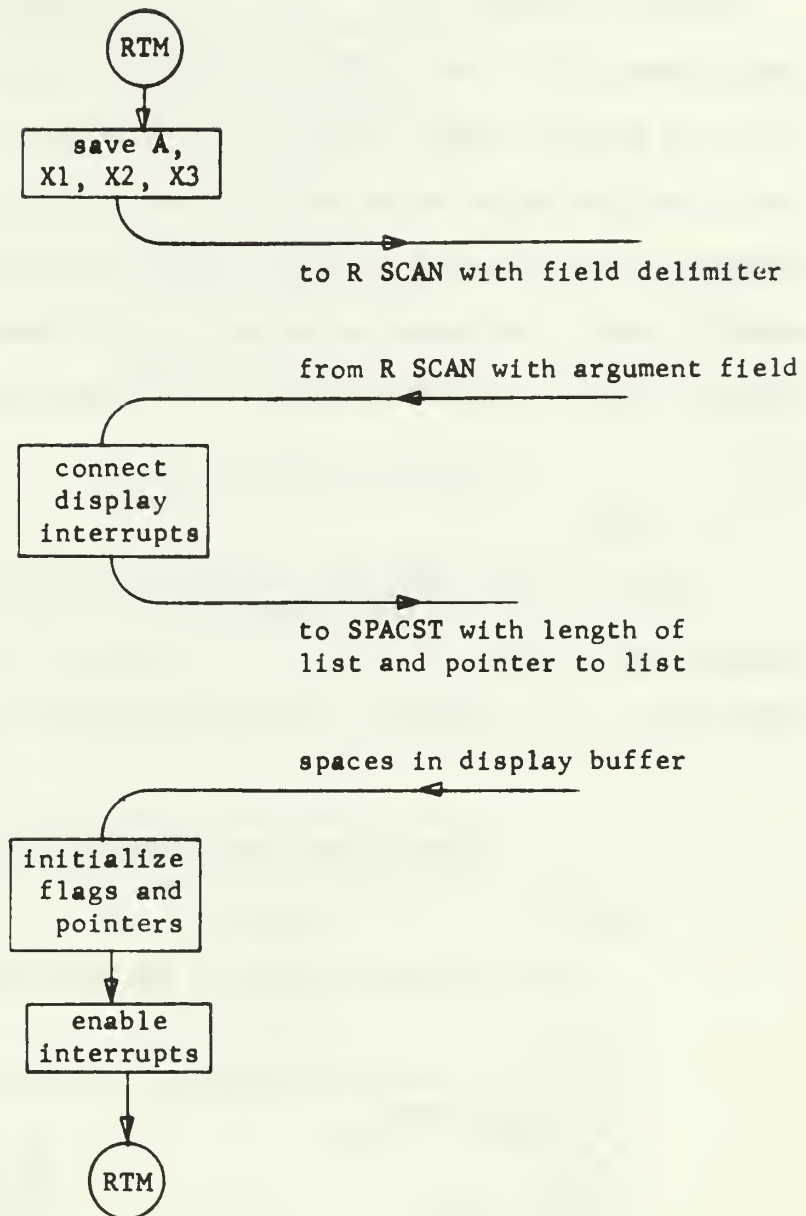 RTM
save A,
X1, X2, X3
to R SCAN with field delimiter
from R SCAN with argument field
connect
display
interrupts
to SPACST with length of
list and pointer to list
spaces in display buffer
initialize
flags and
pointers
enable
interrupts
RTM